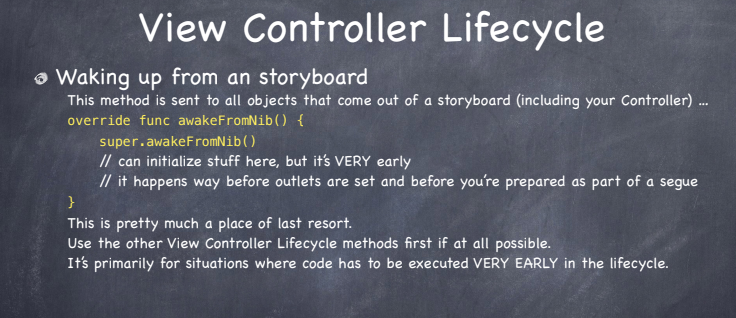 View Controller Lifecycle
Waking up from an storyboard
This method is sent to all objects that come out of a storyboard (including your Controller) ...
override func awakeFromNib() {
super.awakeFromNib()
// can initialize stuff here, but it's VERY early
// it happens way before outlets are set and before you're prepared as part of a segue
}
This is pretty much a place of last resort.
Use the other View Controller Lifecycle methods first if at all possible.
It's primarily for situations where code has to be executed VERY EARLY in the lifecycle.